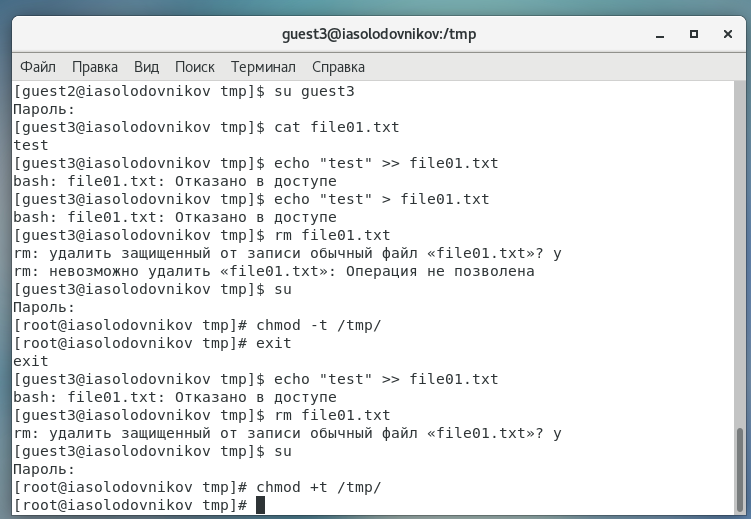 guest3@iasolodovnikov:/tmp
Файл Правка Вид Поиск Терминал Справка
[guest2@iasolodovnikov tmp]$ su guest3
Пароль:
[guest3@iasolodovnikov tmp]$ cat file01.txt
test
[guest3@iasolodovnikov tmp]$ echo "test" >> file01.txt
bash: file01.txt: Отказано в доступе
[guest3@iasolodovnikov tmp]$ echo "test" > file01.txt
bash: file01.txt: Отказано в доступе
[guest3@iasolodovnikov tmp]$ rm file01.txt
rm: удалить защищенный от записи обычный файл «file01.txt»? y
rm: невозможно удалить «file01.txt»: Операция не позволена
[guest3@iasolodovnikov tmp]$ su
Пароль:
[root@iasolodovnikov tmp]# chmod -t /tmp/
[root@iasolodovnikov tmp]# exit
exit
[guest3@iasolodovnikov tmp]$ echo "test" >> file01.txt
bash: file01.txt: Отказано в доступе
[guest3@iasolodovnikov tmp]$ rm file01.txt
rm: удалить защищенный от записи обычный файл «file01.txt»? y
[guest3@iasolodovnikov tmp]$ su
Пароль:
[root@iasolodovnikov tmp]# chmod +t /tmp/
[root@iasolodovnikov tmp]#